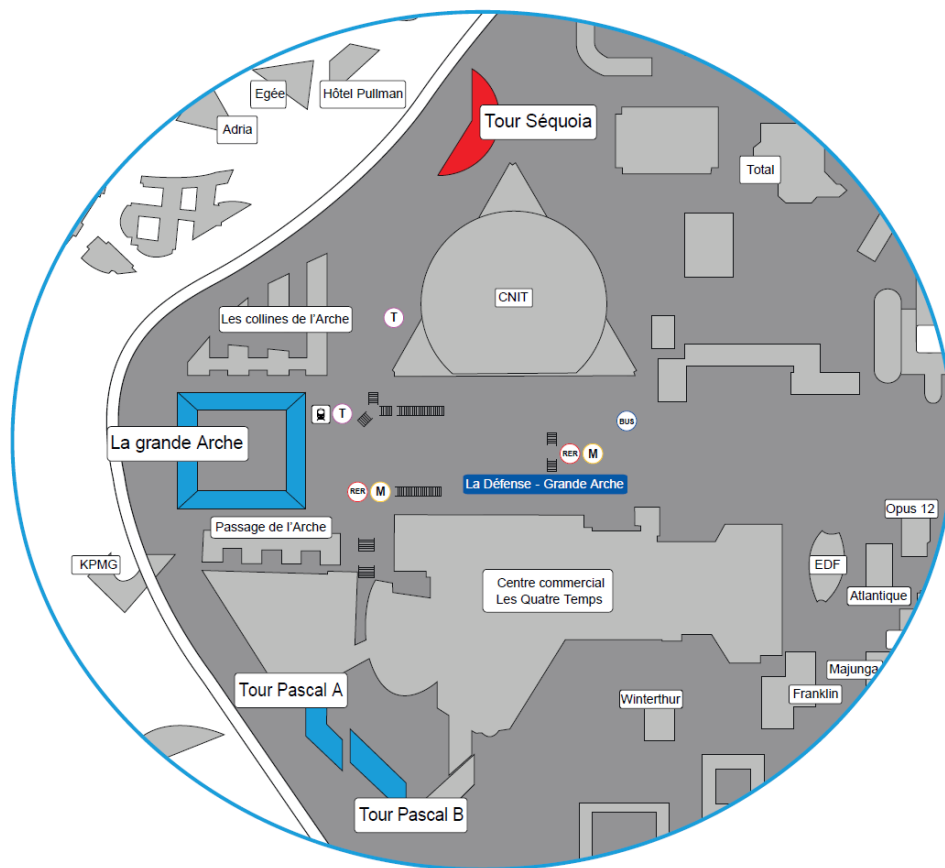 Egée
Hôtel Pullman
Adria
Tour Séquoia
Total
CNIT
Les collines de l'Arche
T
T
La grande Arche
BUS
RER M
La Défense - Grande Arche
RER M
Opus 12
Passage de l'Arche
KPMG
EDF
Centre commercial
Les Quatre Temps
Atlantique
Majunga
Tour Pascal A
Franklin
Winterthur
Tour Pascal B